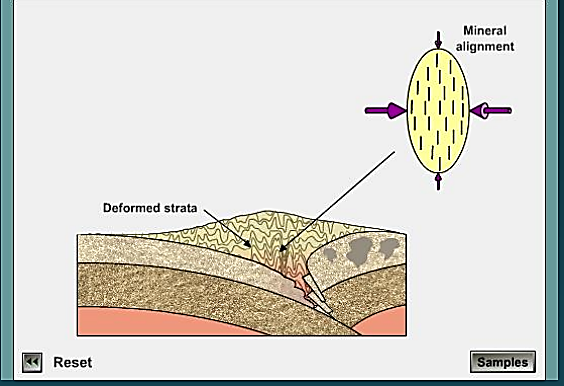 Mineral
alignment
Deformed strata
Reset
Samples